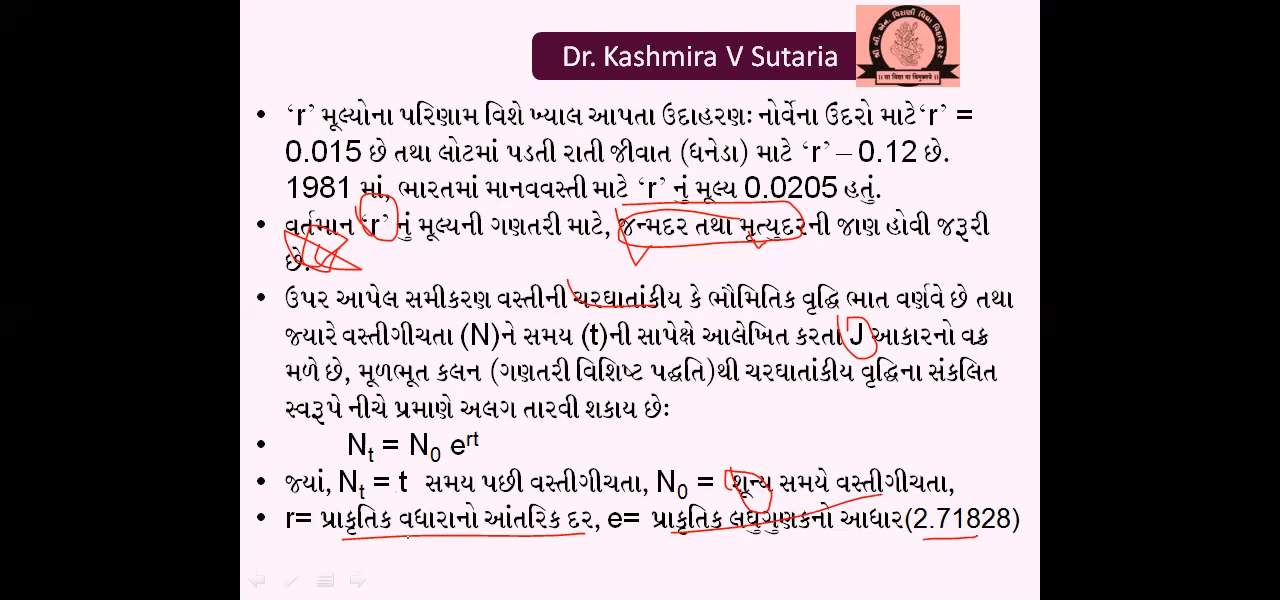 Dr. Kashmira V Sutaria
શ્રી વી. એન. વિરાણી વિદ્યા વિહાર ટ્રસ્ટ
|| સા વિદ્યા યા વિમુક્તયે ||
• ‘r’ મૂલ્યોના પરિણામ વિશે ખ્યાલ આપતા ઉદાહરણઃ નોર્વેના ઉંદરો માટે ‘r’ =
0.015 છે તથા લોટમાં પડતી રાતી જીવાત (ધનેડા) માટે ‘r’ – 0.12 છે.
1981 માં, ભારતમાં માનવવસ્તી માટે ‘r’ નું મૂલ્ય 0.0205 હતું.
• વર્તમાન ‘r’ નું મૂલ્યની ગણતરી માટે, જન્મદર તથા મૃત્યુદરની જાણ હોવી જરૂરી
છે.
• ઉપર આપેલ સમીકરણ વસ્તીની ચરઘાતાંકીય કે ભૌમિતિક વૃદ્ધિ ભાત વર્ણવે છે તથા
જ્યારે વસ્તીગીચતા (N)ને સમય (t)ની સાપેક્ષે આલેખિત કરતા J આકારનો વક્ર
મળે છે, મૂળભૂત કલન (ગણતરી વિશિષ્ટ પદ્ધતિ)થી ચરઘાતાંકીય વૃદ્ધિના સંકલિત
સ્વરૂપે નીચે પ્રમાણે અલગ તારવી શકાય છેઃ
• Nt = N0 e^rt
• જ્યાં, Nt = t સમય પછી વસ્તીગીચતા, N0 = શૂન્ય સમયે વસ્તીગીચતા,
• r= પ્રાકૃતિક વધારાનો આંતરિક દર, e= પ્રાકૃતિક લઘુગુણકનો આધાર(2.71828)